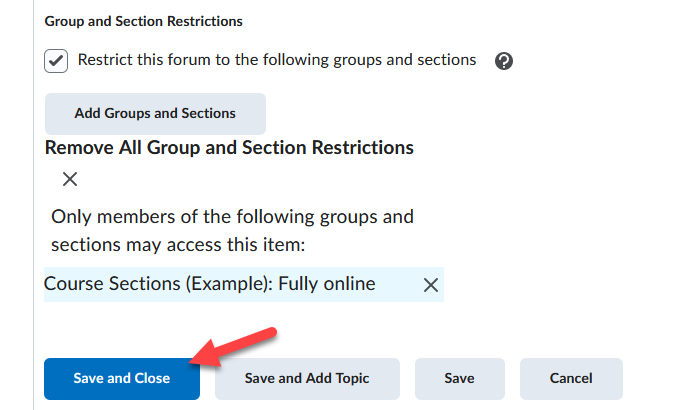 Group and Section Restrictions
Restrict this forum to the following groups and sections
Add Groups and Sections
Remove All Group and Section Restrictions
Only members of the following groups and
sections may access this item:
Course Sections (Example): Fully online
Save and Close Save and Add Topic Save Cancel